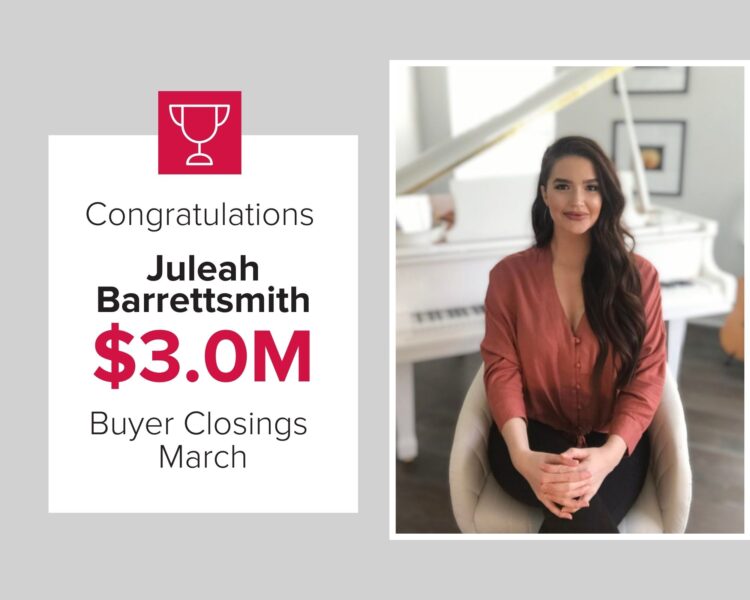 Congratulations
Juleah
Barrettsmith
$3.0M
Buyer Closings
March